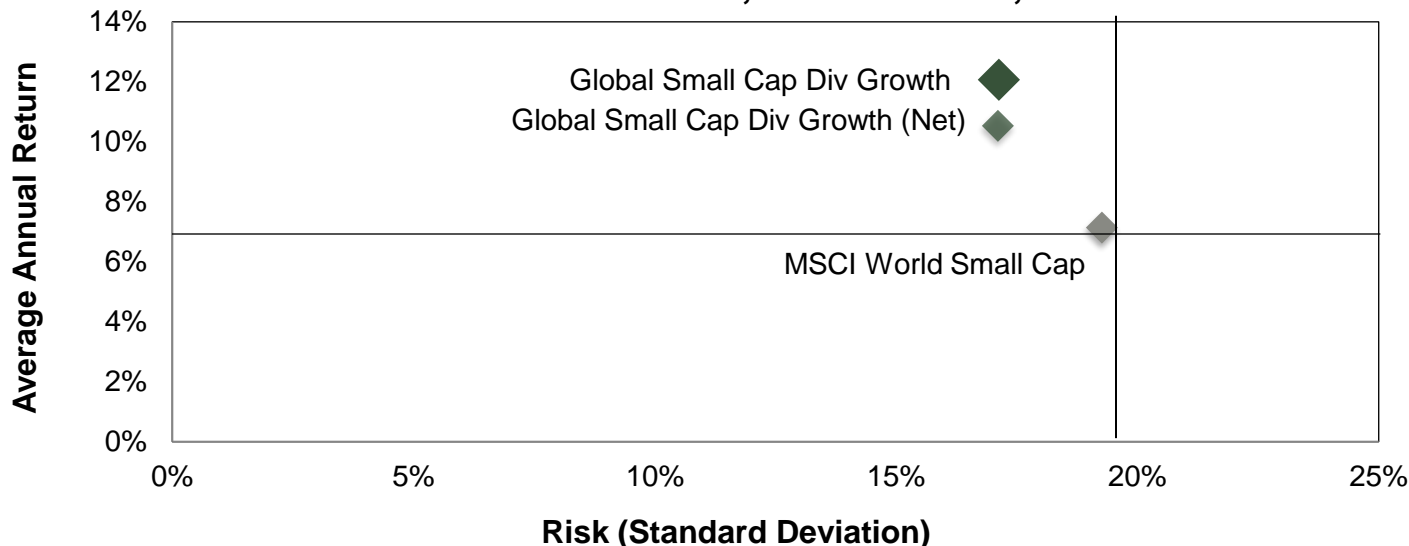 14%
12%
10%
8%
6%
4%
2%
0%
Average Annual Return
Global Small Cap Div Growth
Global Small Cap Div Growth (Net)
MSCI World Small Cap
0% 5% 10% 15% 20% 25%
Risk (Standard Deviation)